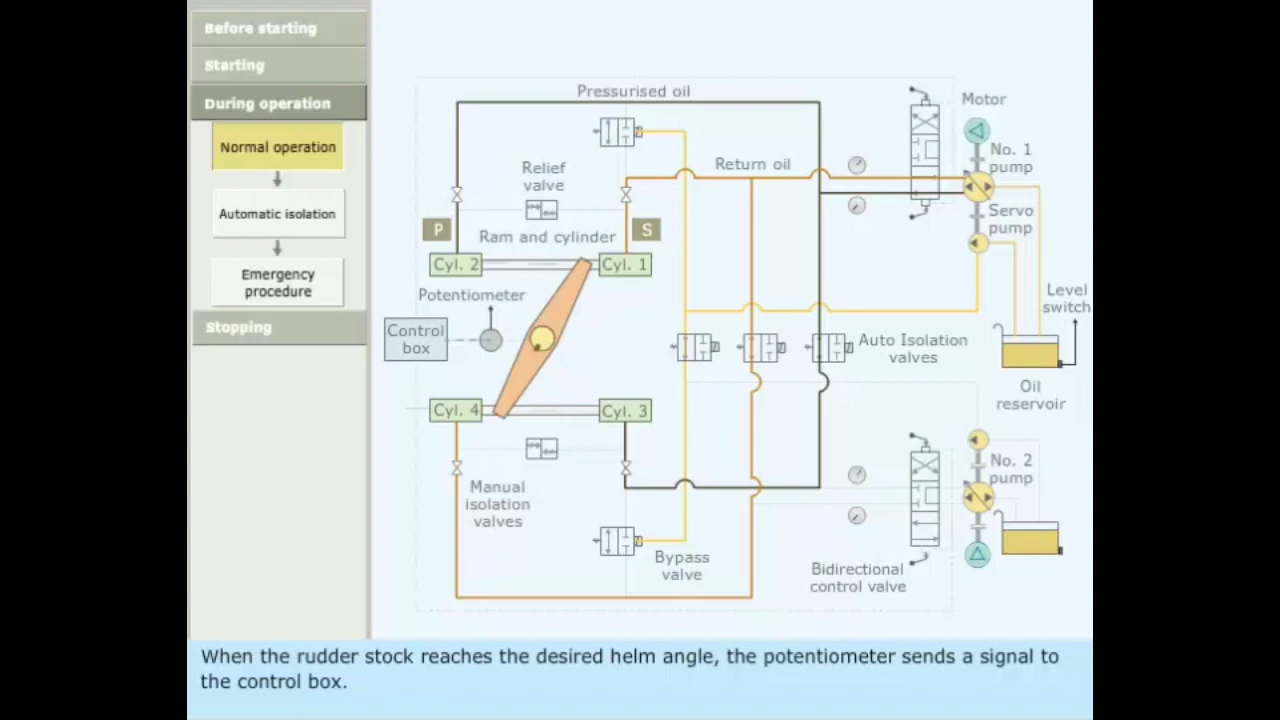 Before starting
Starting
During operation
Normal operation
Automatic isolation
Emergency
procedure
Stopping
Pressurised oil
Motor
Return oil
No. 1
pump
Relief
valve
Servo
pump
P
S
Ram and cylinder
Cyl. 2
Cyl. 1
Potentiometer
Level
switch
Control
box
Auto Isolation
valves
Oil
reservoir
Cyl. 4
Cyl. 3
No. 2
pump
Manual
isolation
valves
Bypass
valve
Bidirectional
control valve
When the rudder stock reaches the desired helm angle, the potentiometer sends a signal to
the control box.